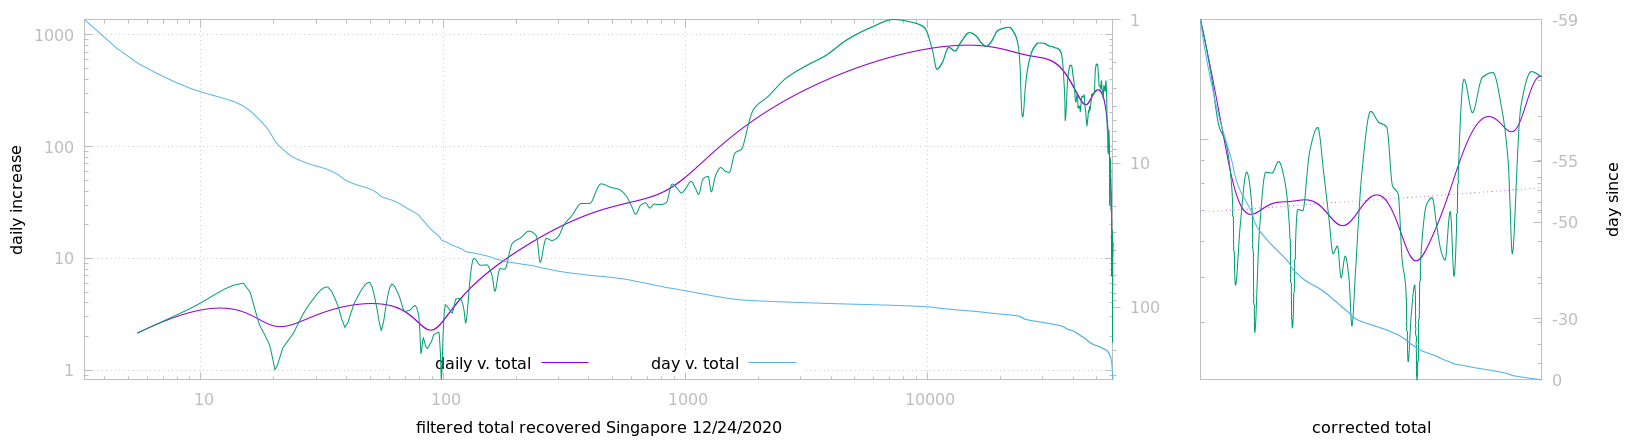 1000
100
10
1
daily increase
10
100
1000
10000
1
10
100
daily v. total
day v. total
filtered total recovered Singapore 12/24/2020
-59
-55
-50
-30
0
day since
corrected total